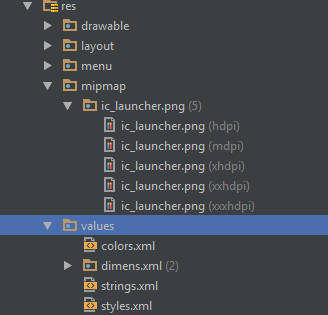 res
drawable
layout
menu
mipmap
ic_launcher.png (5)
ic_launcher.png (hdpi)
ic_launcher.png (mdpi)
ic_launcher.png (xhdpi)
ic_launcher.png (xxhdpi)
ic_launcher.png (xxxhdpi)
values
colors.xml
dimens.xml (2)
strings.xml
styles.xml